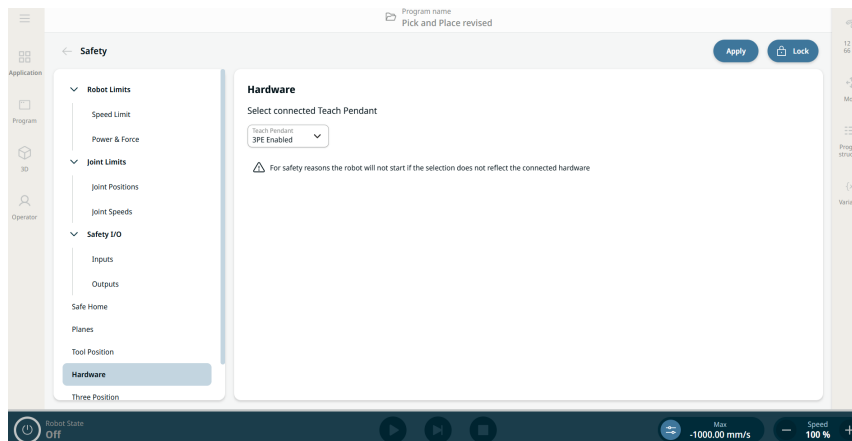 Program name
Pick and Place revised
Safety
Apply
Lock
12
66
Application
Program
3D
Operator
Robot Limits
Speed Limit
Power & Force
Joint Limits
Joint Positions
Joint Speeds
Safety I/O
Inputs
Outputs
Safe Home
Planes
Tool Position
Hardware
Three Position
Hardware
Select connected Teach Pendant
Teach Pendant
3PE Enabled
For safety reasons the robot will not start if the selection does not reflect the connected hardware
Robot State
Off
Max
-1000.00 mm/s
Speed
100 %